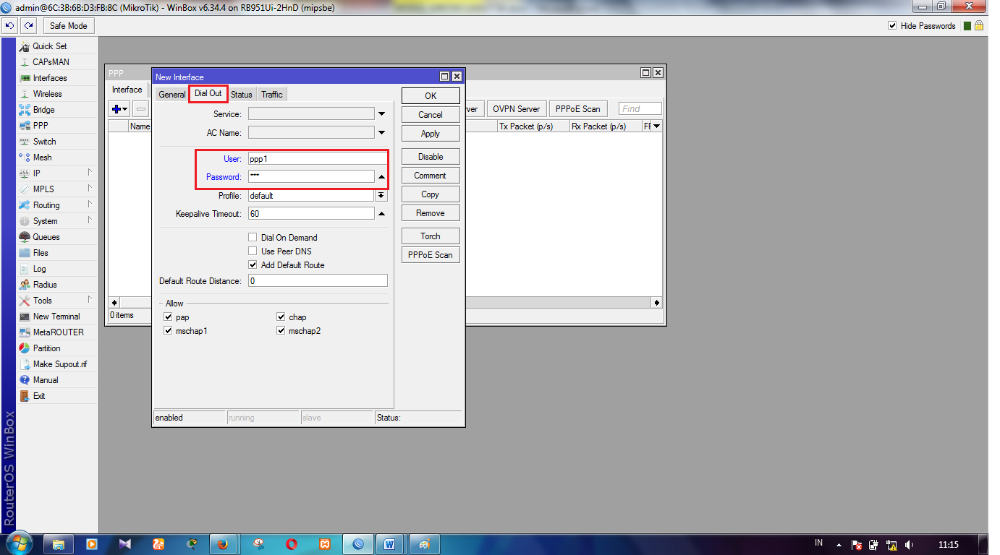 admin@6C:3B:6B:D3:FB:8C (MikroTik) - WinBox v6.34.4 on RB951Ui-2HnD (mipsbe)
Safe Mode
Hide Passwords
Quick Set
CAPsMAN
Interfaces
Wireless
Bridge
PPP
Switch
Mesh
IP
MPLS
Routing
System
Queues
Files
Log
Radius
Tools
New Terminal
MetaROUTER
Partition
Make Supout.rif
Manual
Exit
RouterOS WinBox
PPP
Interface
OVPN Server
PPPoE Scan
Find
Name
Tx Packet (p/s)
Rx Packet (p/s)
0 items
New Interface
General
Dial Out
Status
Traffic
Service:
AC Name:
User: ppp1
Password: ***
Profile: default
Keepalive Timeout: 60
Dial On Demand
Use Peer DNS
Add Default Route
Default Route Distance: 0
Allow
pap
chap
mschap1
mschap2
OK
Cancel
Apply
Disable
Comment
Copy
Remove
Torch
PPPoE Scan
enabled
running
slave
Status:
IN
11:15